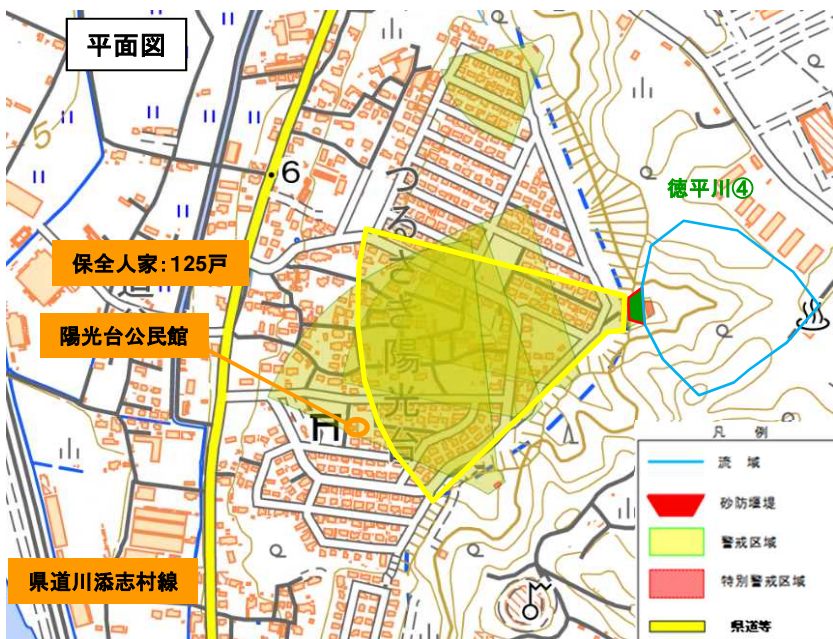 平面図
5
6
徳平川④
保全人家:125戸
道
陽光台公民館
つるさき陽光台
県道川添志村線
凡 例
流 域
砂防堰堤
警戒区域
特別警戒区域
県道等